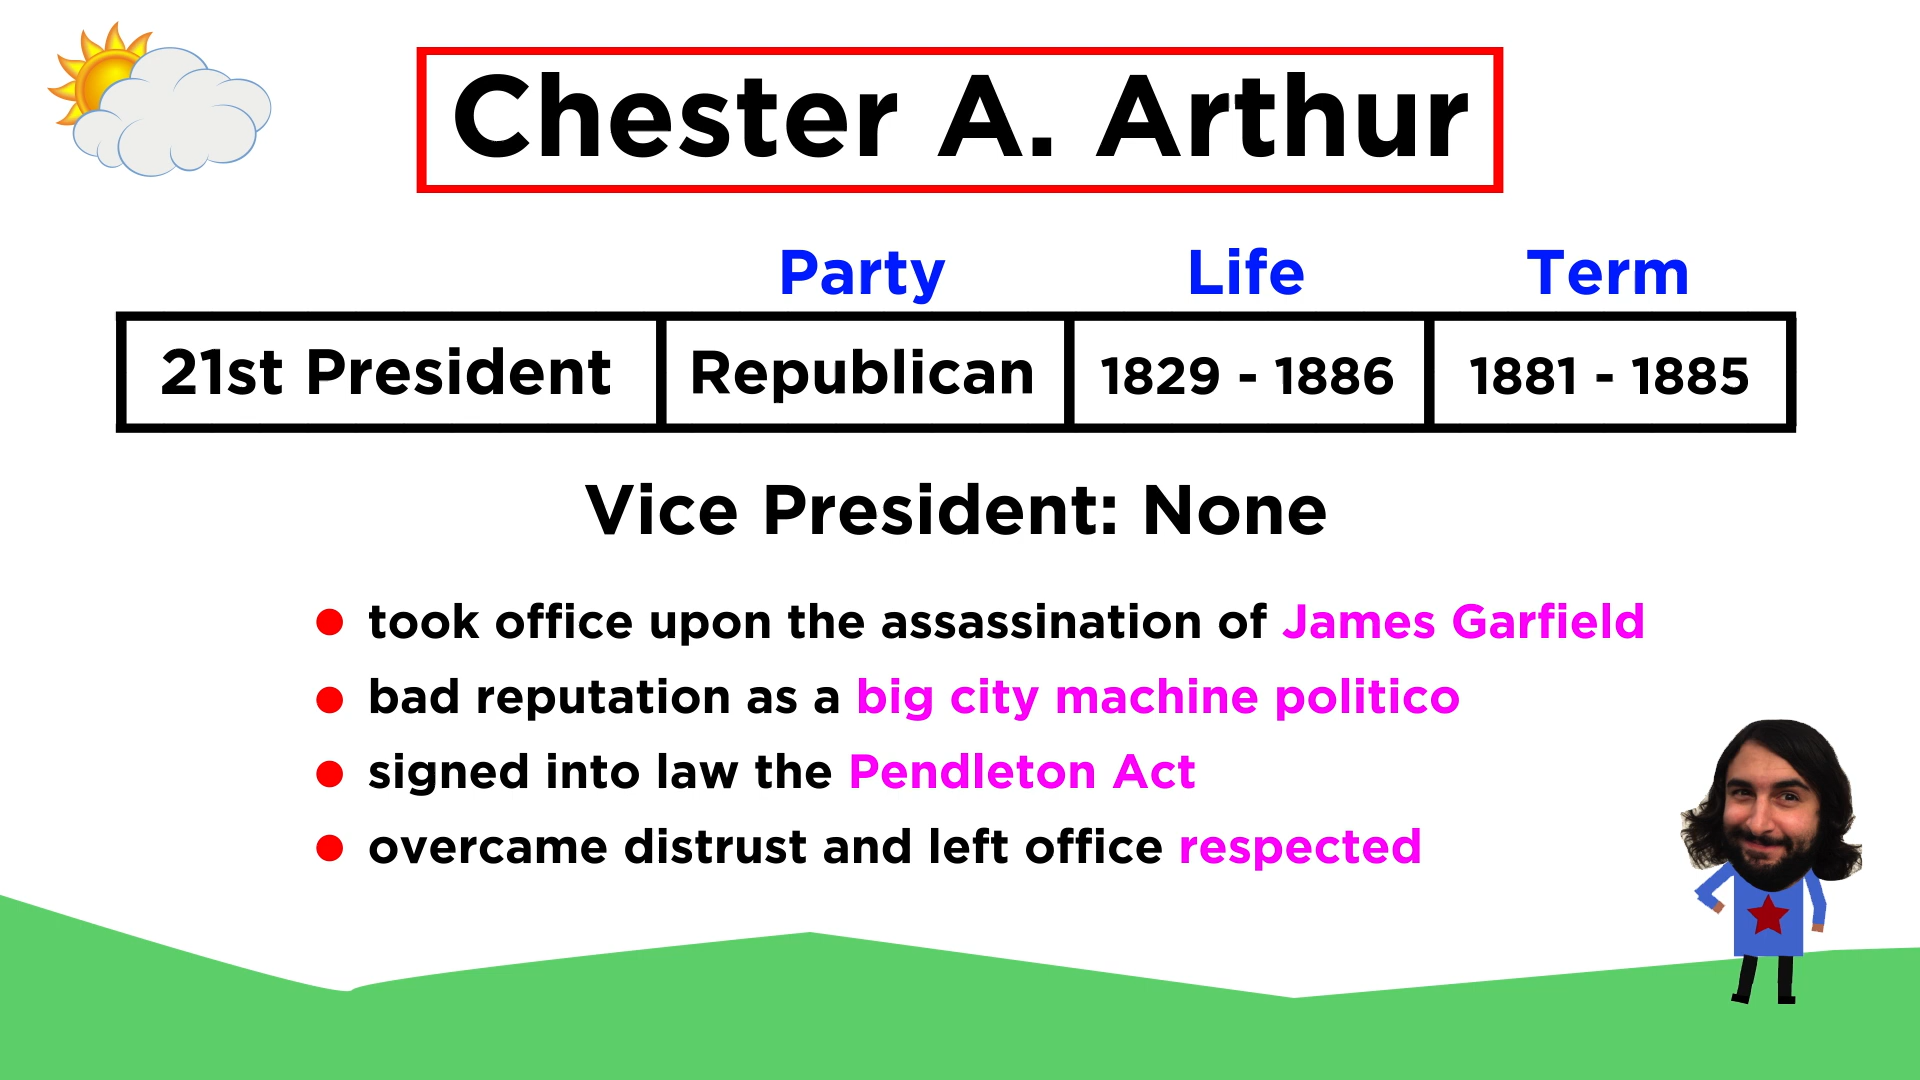 Chester A. Arthur
Party Life Term
21st President Republican 1829 - 1886 1881 - 1885
Vice President: None
took office upon the assassination of James Garfield
bad reputation as a big city machine politico
signed into law the Pendleton Act
overcame distrust and left office respected